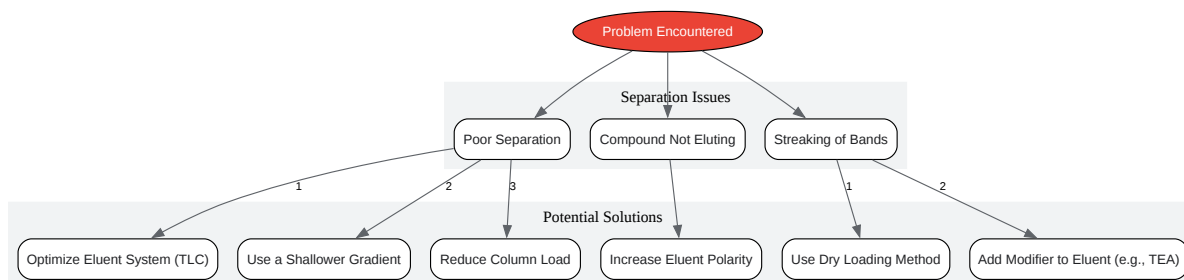 Problem Encountered
Separation Issues
Poor Separation
Compound Not Eluting
Streaking of Bands
1
2
3
1
2
Potential Solutions
Optimize Eluent System (TLC)
Use a Shallower Gradient
Reduce Column Load
Increase Eluent Polarity
Use Dry Loading Method
Add Modifier to Eluent (e.g., TEA)